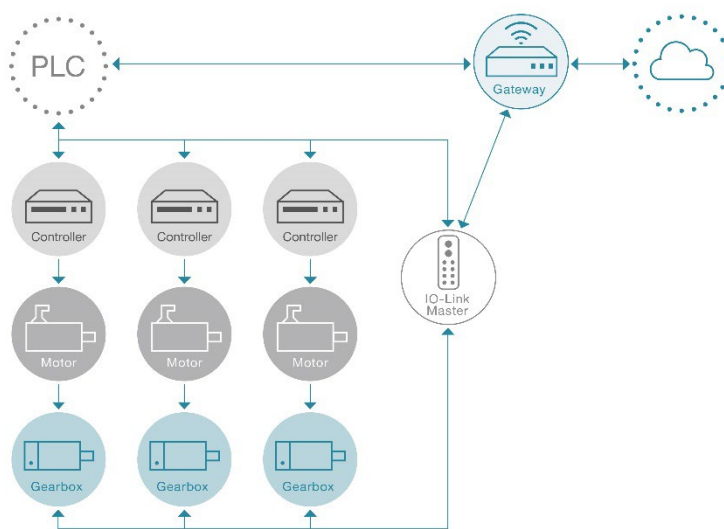 PLC
Gateway
Controller
Controller
Controller
IO-Link
Master
Motor
Motor
Motor
Gearbox
Gearbox
Gearbox